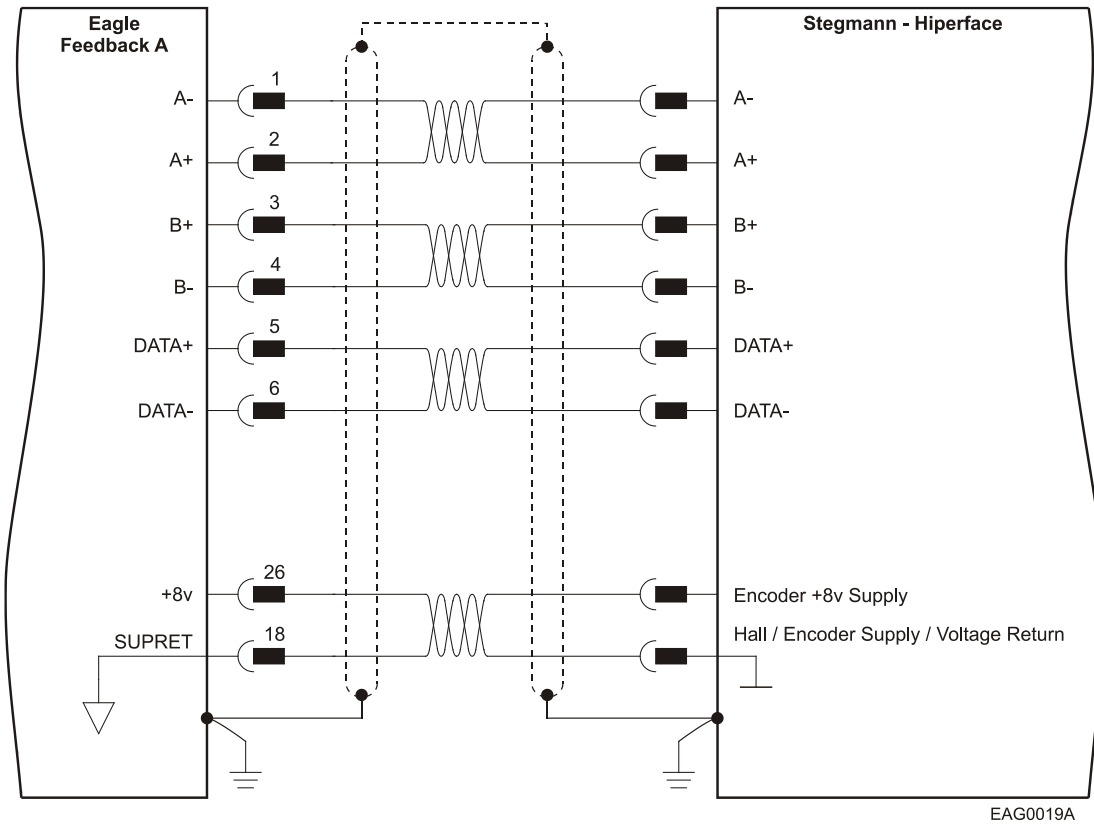 Eagle
Feedback A
Stegmann - Hiperface
A- 1 A-
A+ 2 A+
B+ 3 B+
B- 4 B-
DATA+ 5 DATA+
DATA- 6 DATA-
+8v 26 Encoder +8v Supply
SUPRET 18 Hall / Encoder Supply / Voltage Return
EAG0019A